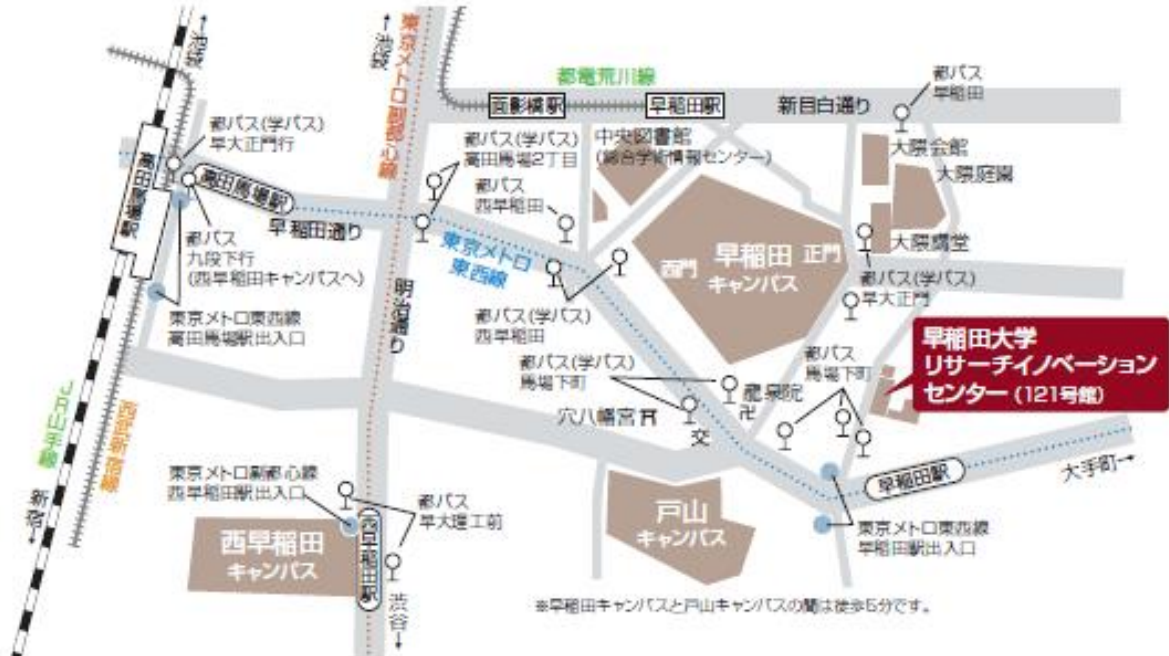 ←池袋
←池袋
東京メトロ副都心線
都電荒川線
面影橋駅
早稲田駅
新目白通り
都バス
早稲田
都バス(学バス)
早大正門行
都バス(学バス)
高田馬場2丁目
中央図書館
(総合学術情報センター)
大隈会館
大隈庭園
高田馬場駅
高田馬場駅
早稲田通り
都バス
西早稲田
都バス
九段下行
(西早稲田キャンパスへ)
東京メトロ
東西線
西門
早稲田
キャンパス
正門
大隈講堂
都バス(学バス)
早大正門
東京メトロ東西線
高田馬場駅出入口
明治通り
都バス(学バス)
西早稲田
都バス(学バス)
馬場下町
都バス
馬場下町
早稲田大学
リサーチイノベーション
センター (121号館)
龍泉院
卍
穴八幡宮
交
JR山手線
西武新宿線
新宿→
東京メトロ副都心線
西早稲田駅出入口
都バス
早大理工前
西早稲田
キャンパス
西早稲田駅
渋谷→
戸山
キャンパス
早稲田駅
大手町→
東京メトロ東西線
早稲田駅出入口
※早稲田キャンパスと戸山キャンパスの間は徒歩5分です。